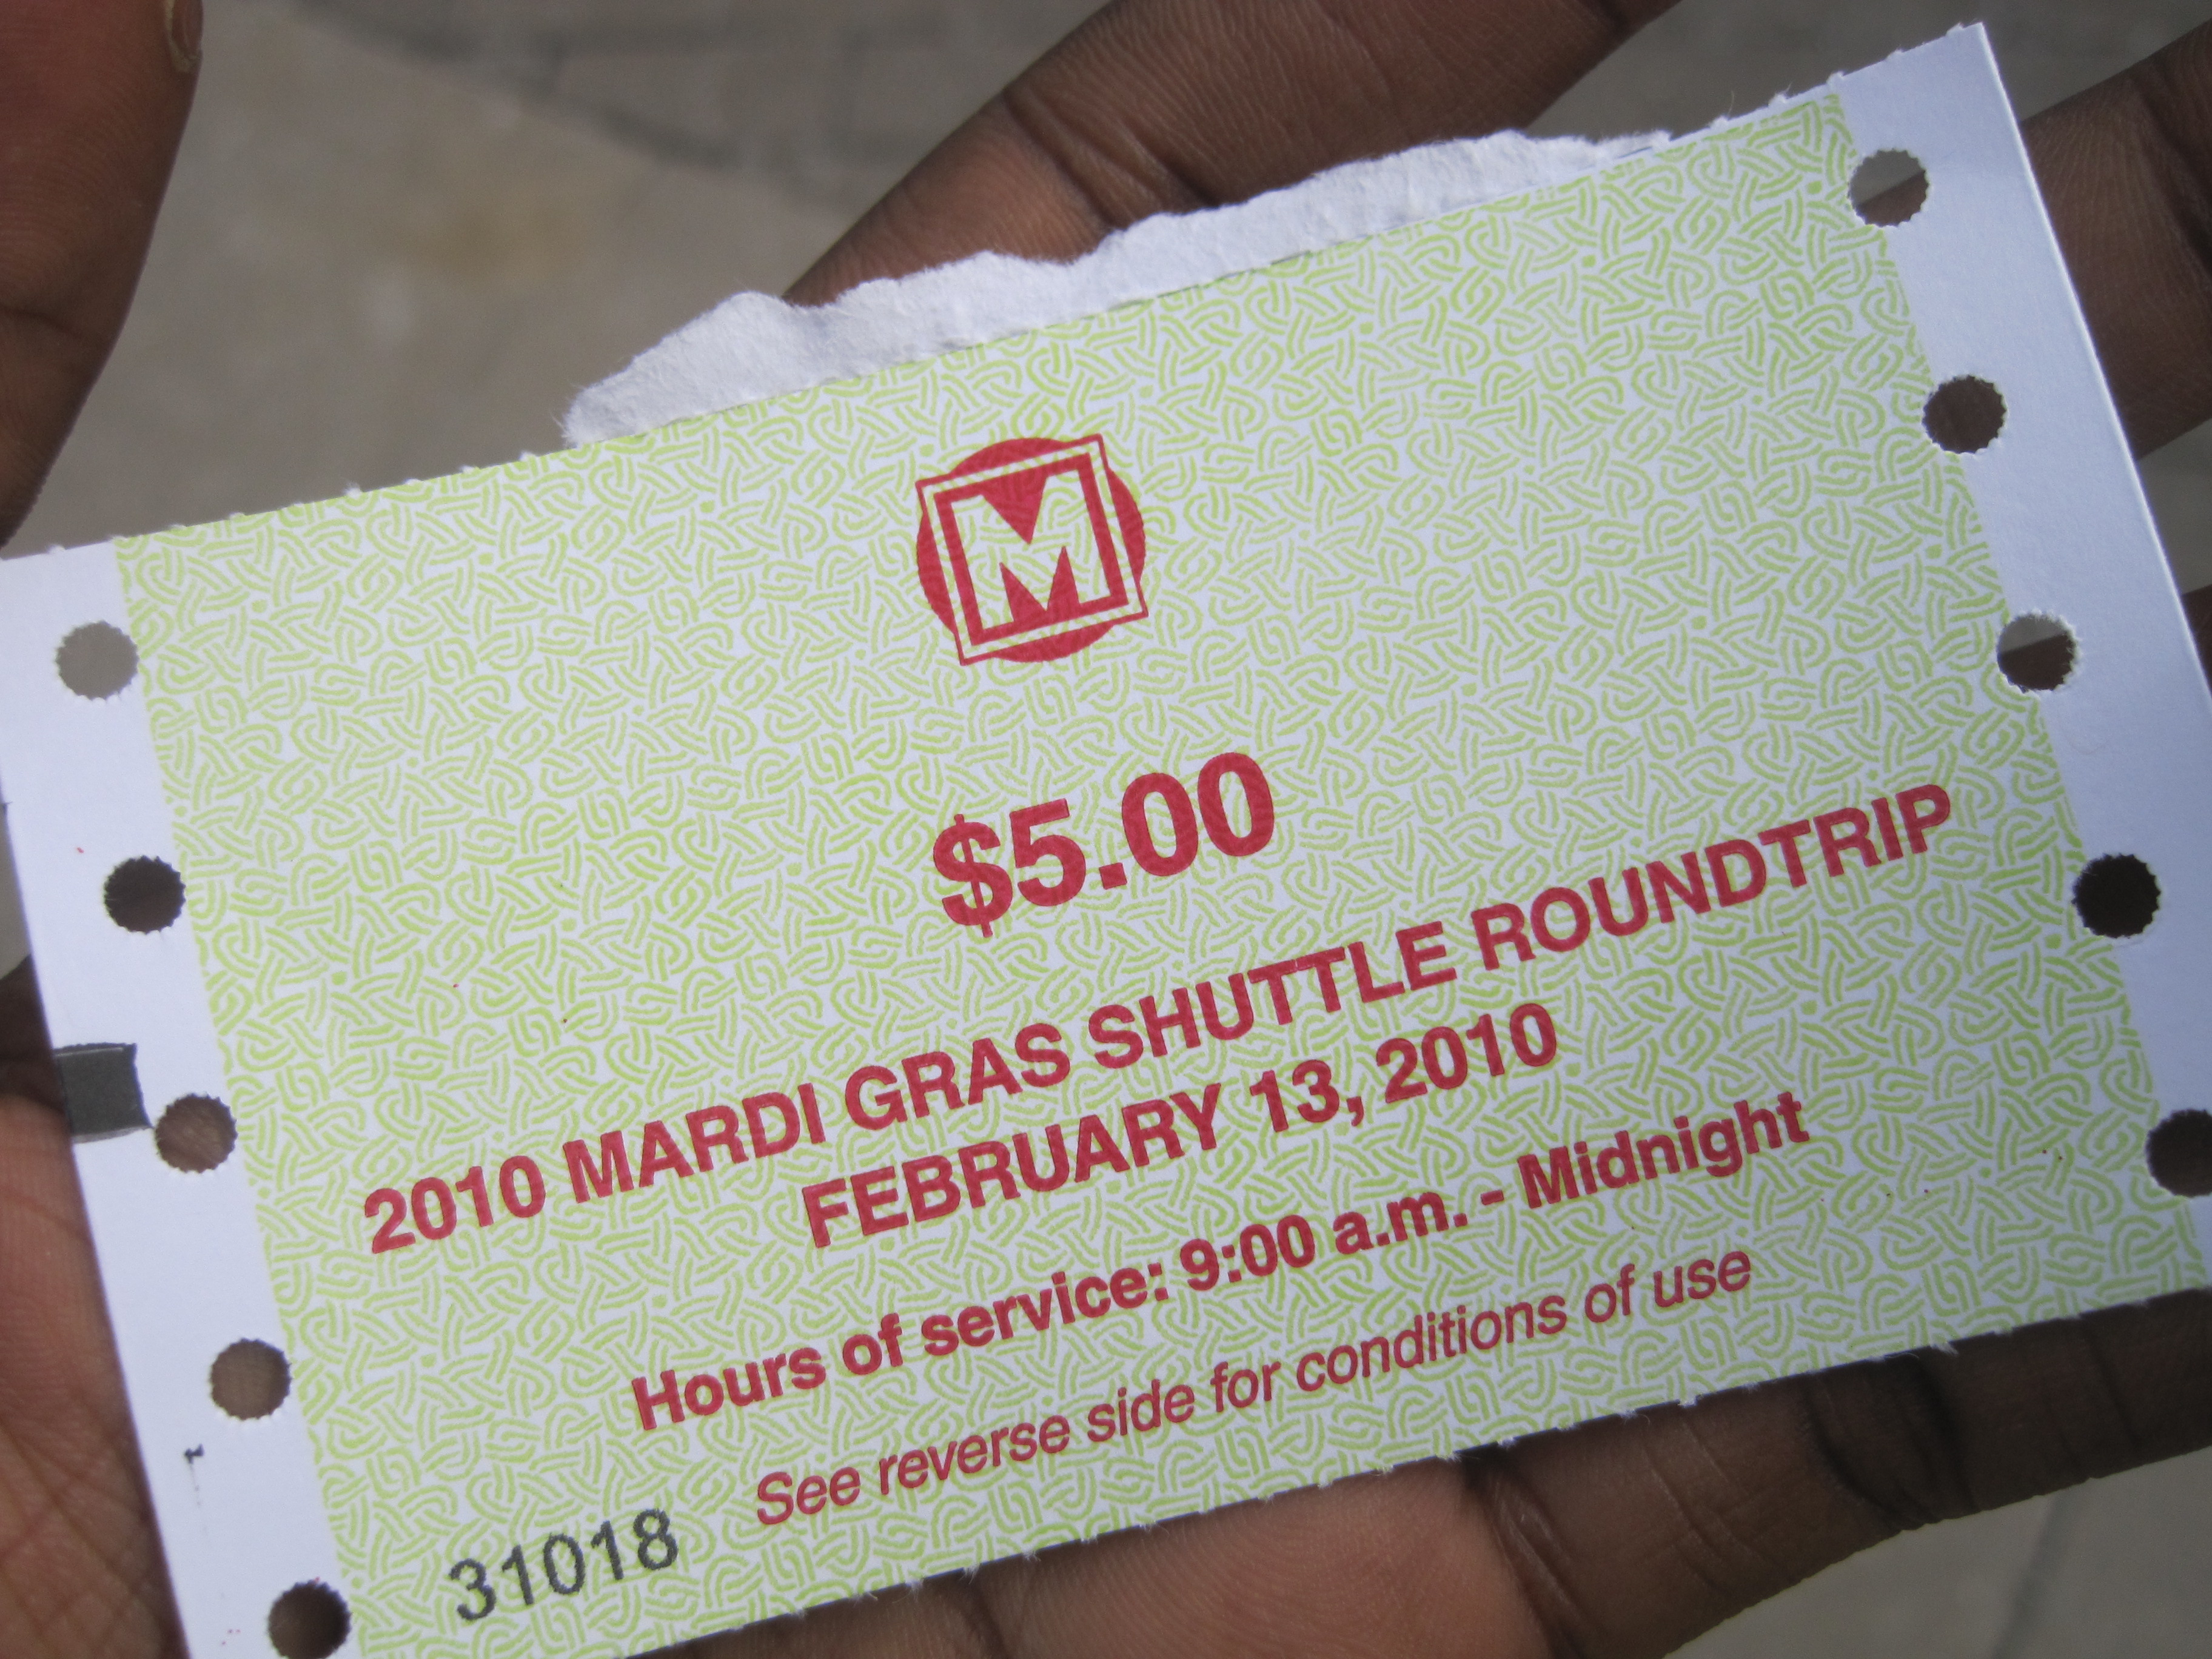 M
$5.00
2010 MARDI GRAS SHUTTLE ROUNDTRIP
FEBRUARY 13, 2010
Hours of service: 9:00 a.m. - Midnight
See reverse side for conditions of use
31018